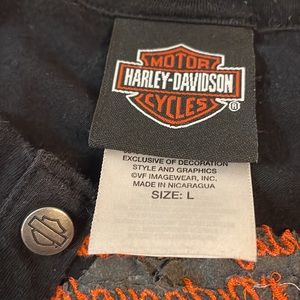 MOTOR
HARLEY-DAVIDSON
CYCLES
®
EXCLUSIVE OF DECORATION
STYLE AND GRAPHICS
©VF IMAGEWEAR, INC.
MADE IN NICARAGUA
SIZE: L